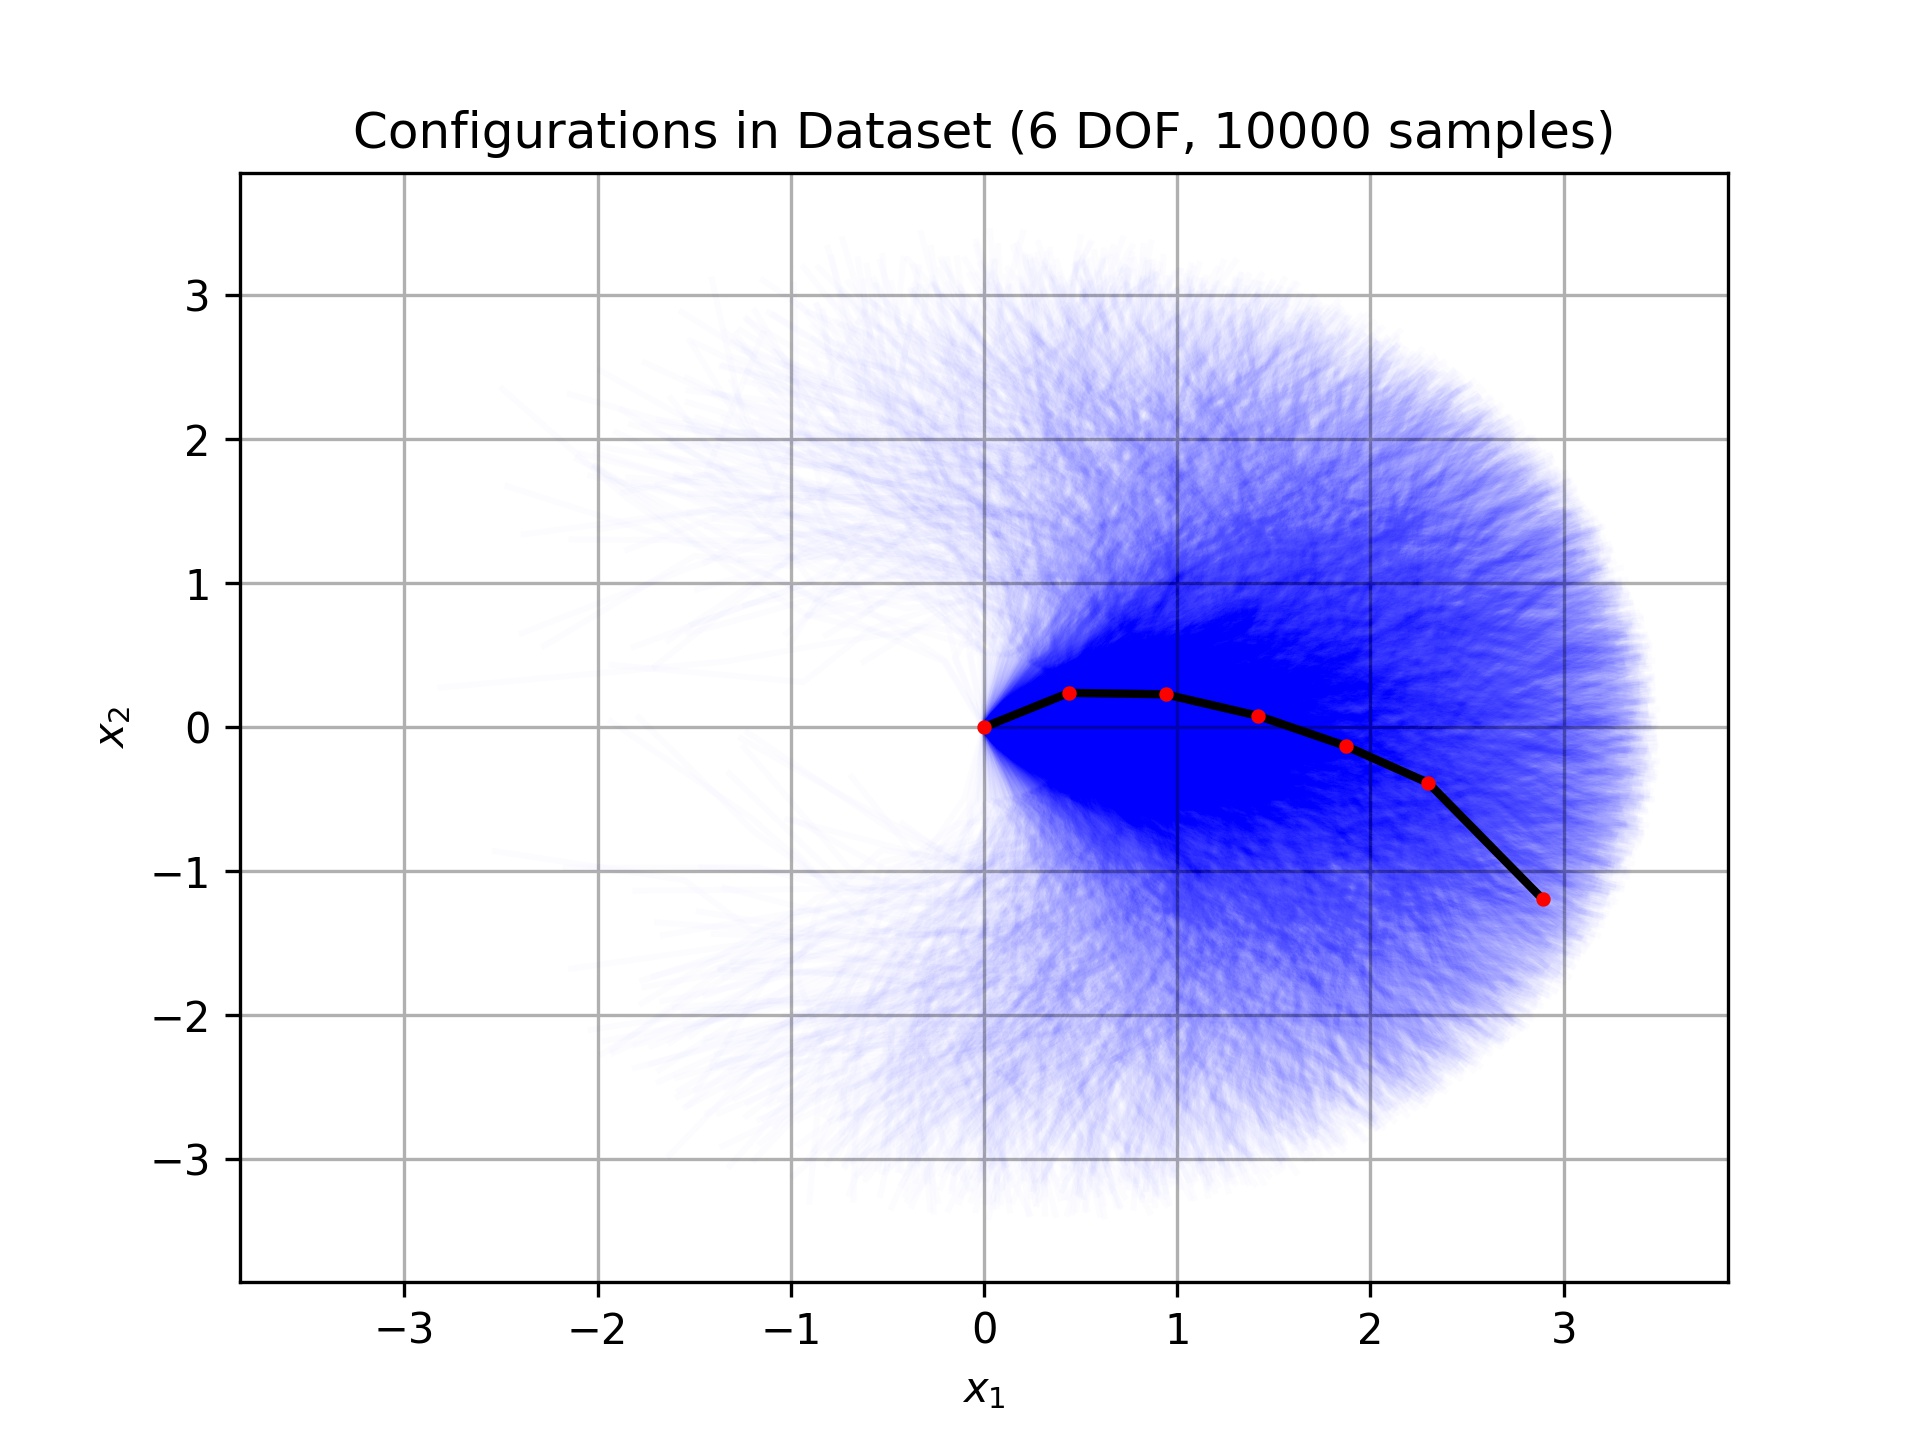 Configurations in Dataset (6 DOF, 10000 samples)
3
2
1
0
−1
−2
−3
x₂
−3 −2 −1 0 1 2 3
x₁